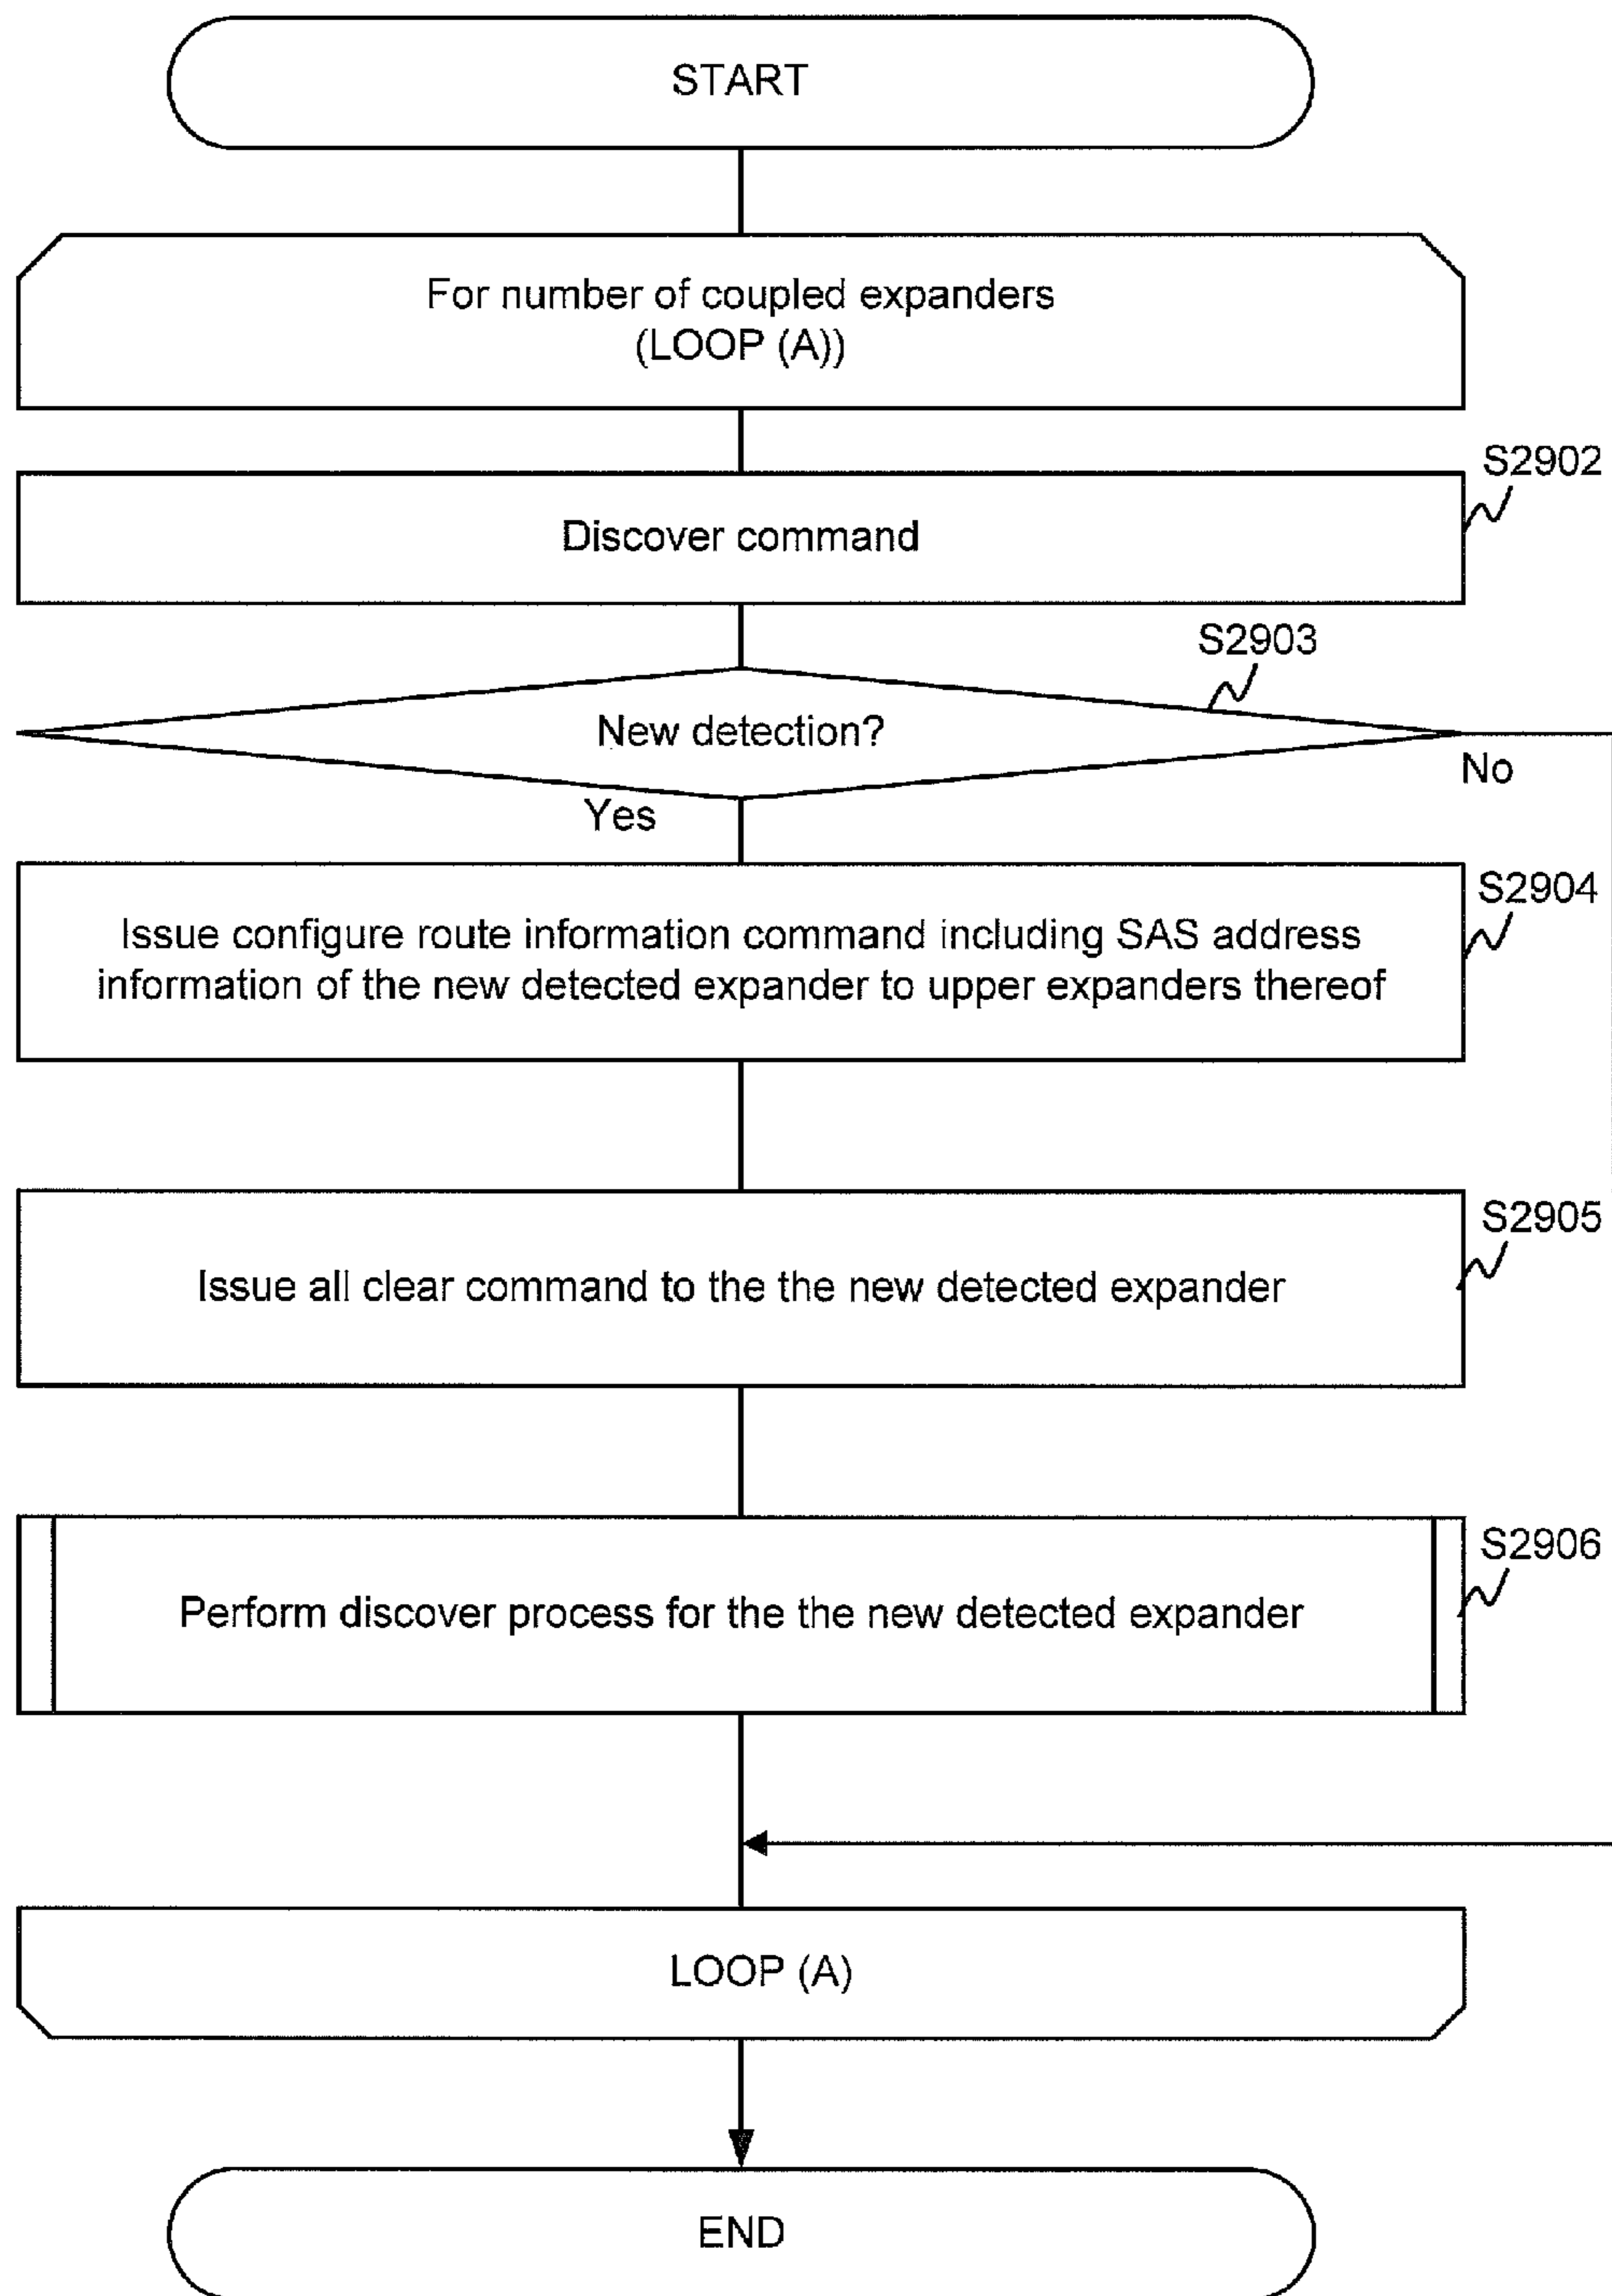 START
For number of coupled expanders
(LOOP (A))
S2902
Discover command
S2903
New detection?
No
Yes
S2904
Issue configure route information command including SAS address
information of the new detected expander to upper expanders thereof
S2905
Issue all clear command to the the new detected expander
S2906
Perform discover process for the the new detected expander
LOOP (A)
END